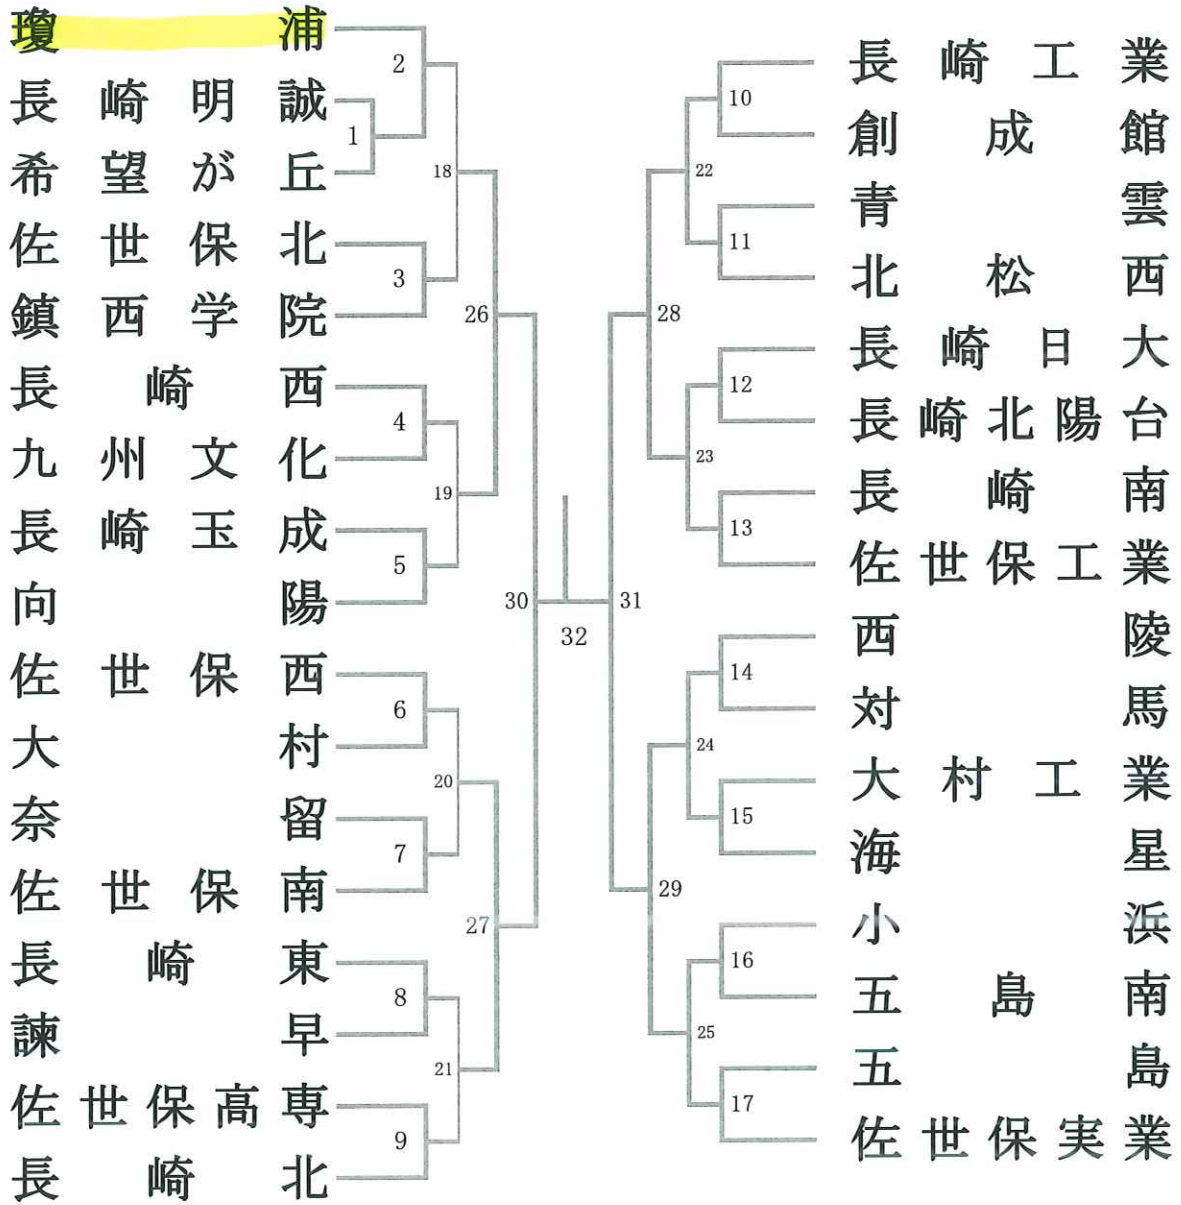 瓊浦
長崎明誠
希望が丘
佐世保北
鎮西学院
長崎西
九州文化
長崎玉成
向陽
佐世保西
大村
奈留
佐世保南
長崎東
諫早
佐世保高専
長崎北
1
2
3
4
5
6
7
8
9
18
19
20
21
26
27
30
32
31
28
29
22
23
24
25
10
11
12
13
14
15
16
17
長崎工業
創成館
青雲
北松西
長崎日大
長崎北陽台
長崎南
佐世保工業
西陵
対馬
大村工業
海星
小浜
五島南
五島
佐世保実業